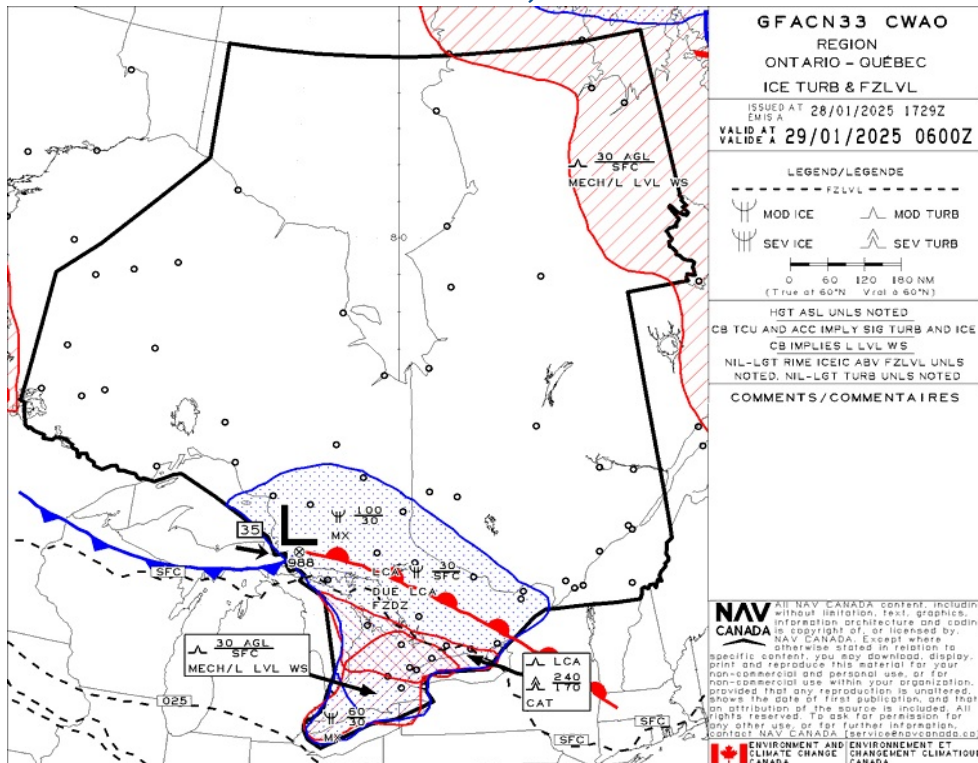 GFACN33 CWAO
REGION
ONTARIO – QUÉBEC
ICE TURB & FZLVL
ISSUED AT
ÉMIS À
28/01/2025 1729Z
VALID AT
VALIDE À
29/01/2025 0600Z
LEGEND/LÉGENDE
FZLVL
MOD ICE
MOD TURB
SEV ICE
SEV TURB
0 60 120 180 NM
(True at 60°N Vrai à 60°N)
HGT ASL UNLS NOTED
CB TCU AND ACC IMPLY SIG TURB AND ICE
CB IMPLIES L LVL WS
NIL-LGT RIME ICEIC ABV FZLVL UNLS
NOTED. NIL-LGT TURB UNLS NOTED
COMMENTS/COMMENTAIRES
30 AGL
SFC
MECH/L LVL WS
80
100
30
MX
35
L
988
LCA
30
SFC
DUE LCA
FZDZ
SFC
30 AGL
SFC
MECH/L LVL WS
LCA
240
170
CAT
025
60
30
MX
SFC
SFC
NAV
CANADA
All NAV CANADA content, including
without limitation, text, graphics,
information architecture and coding
is copyright of, or licensed by,
NAV CANADA. Except where
otherwise stated in relation to
specific content, you may download, display,
print and reproduce this material for your
non-commercial and personal use, or for
non-commercial use within your organization,
provided that any reproduction is unaltered,
shows the date of first publication, and that
an attribution of the source is included. All
rights reserved. To ask for permission for
any other use, or for further information,
contact NAV CANADA [service@navcanada.ca]
ENVIRONMENT AND
CLIMATE CHANGE
CANADA
ENVIRONNEMENT ET
CHANGEMENT CLIMATIQUE
CANADA